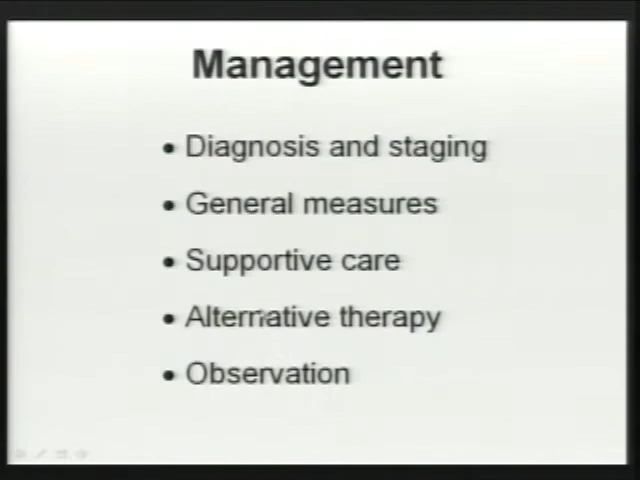 Management
• Diagnosis and staging
• General measures
• Supportive care
• Alternative therapy
• Observation